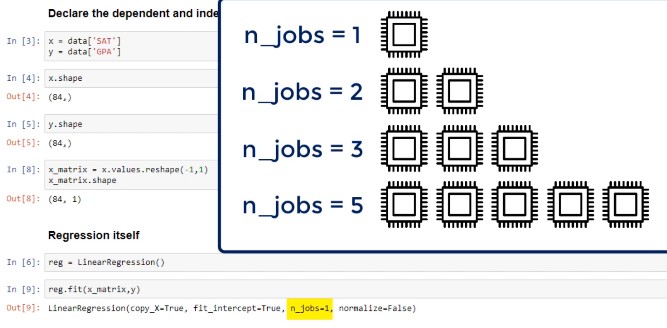 Declare the dependent and inde
In [3]: x = data['SAT']
y = data['GPA']
In [4]: x.shape
Out[4]: (84,)
In [5]: y.shape
Out[5]: (84,)
In [8]: x_matrix = x.values.reshape(-1,1)
x_matrix.shape
Out[8]: (84, 1)
Regression itself
In [6]: reg = LinearRegression()
In [9]: reg.fit(x_matrix,y)
Out[9]: LinearRegression(copy_X=True, fit_intercept=True, n_jobs=1, normalize=False)
n_jobs = 1
n_jobs = 2
n_jobs = 3
n_jobs = 5